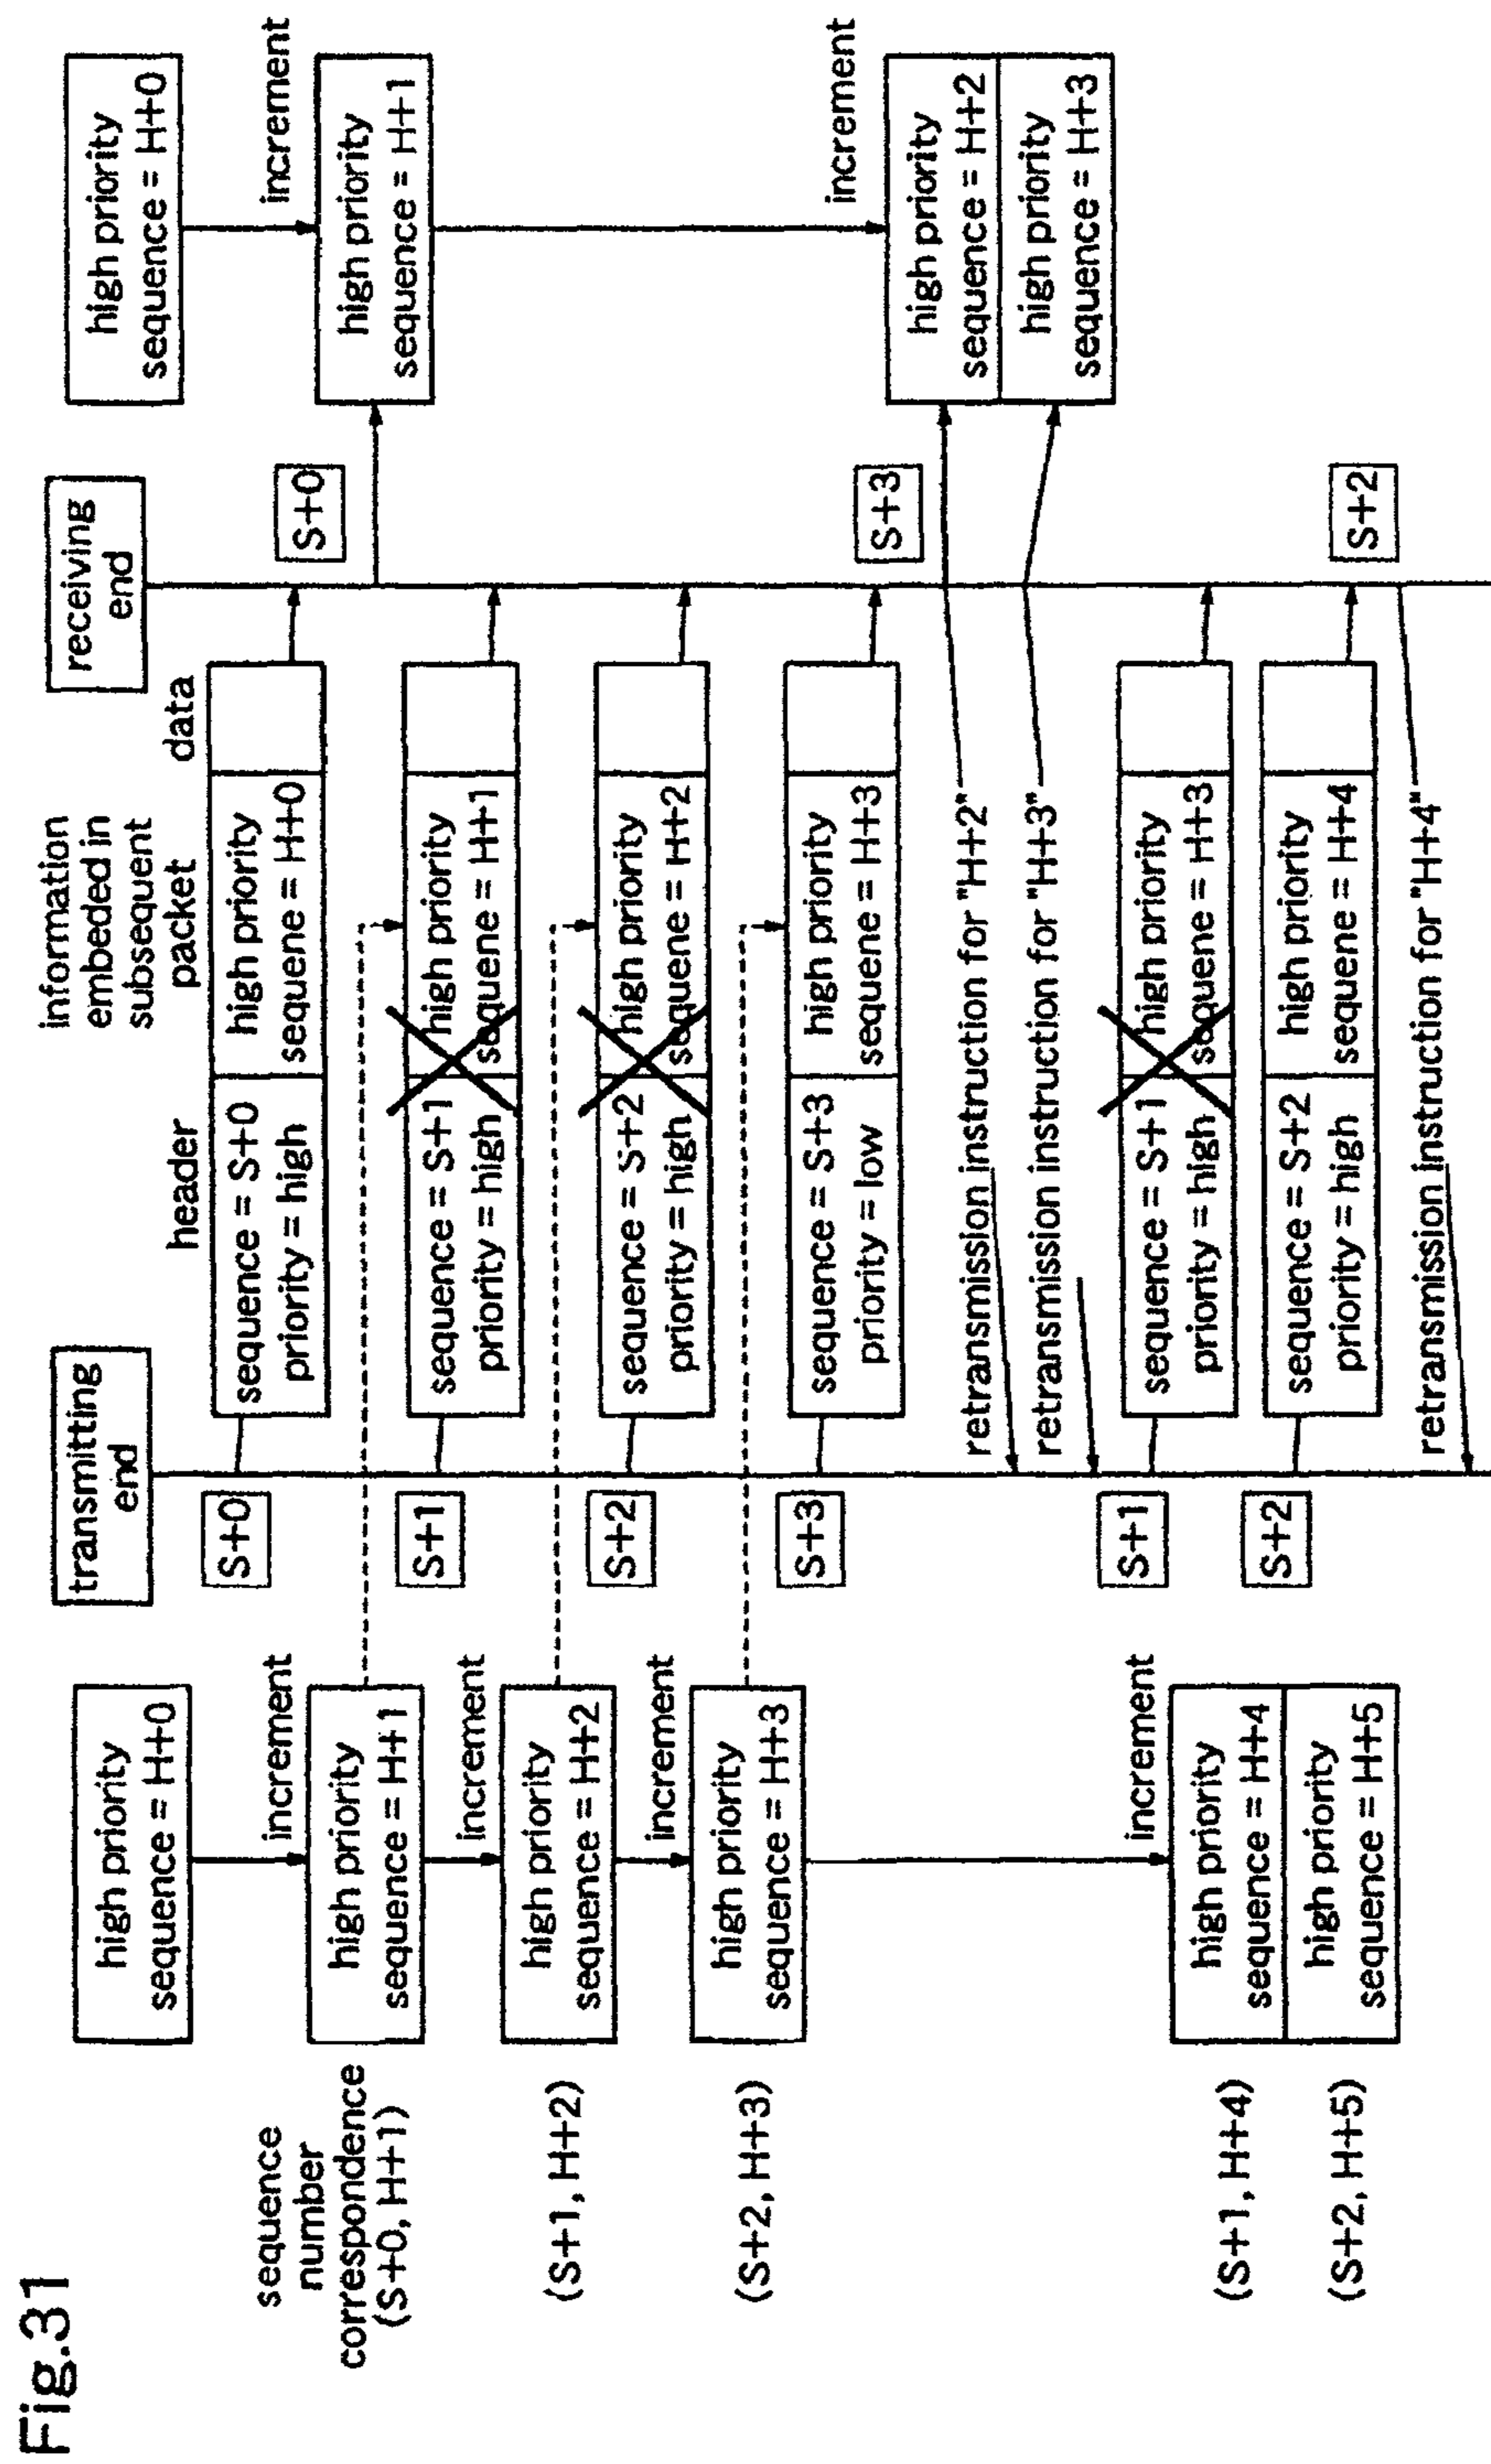 Fig.31
sequence
number
correspondence
(S+0, H+1)
(S+1, H+2)
(S+2, H+3)
(S+1, H+4)
(S+2, H+5)
high priority
sequence = H+0
increment
high priority
sequence = H+1
increment
high priority
sequence = H+2
increment
high priority
sequence = H+3
increment
high priority
sequence = H+4
high priority
sequence = H+5
transmitting
end
S+0
S+1
S+2
S+3
S+1
S+2
header
information
embeded in
subsequent
packet
data
sequence = S+0
priority = high
high priority
sequene = H+0
sequence = S+1
priority = high
high priority
sequene = H+1
sequence = S+2
priority = high
high priority
sequene = H+2
sequence = S+3
priority = low
high priority
sequene = H+3
retransmission instruction for "H+2"
retransmission instruction for "H+3"
sequence = S+1
priority = high
high priority
sequene = H+3
sequence = S+2
priority = high
high priority
sequene = H+4
retransmission instruction for "H+4"
receiving
end
S+0
S+3
S+2
high priority
sequence = H+0
increment
high priority
sequence = H+1
increment
high priority
sequence = H+2
high priority
sequence = H+3